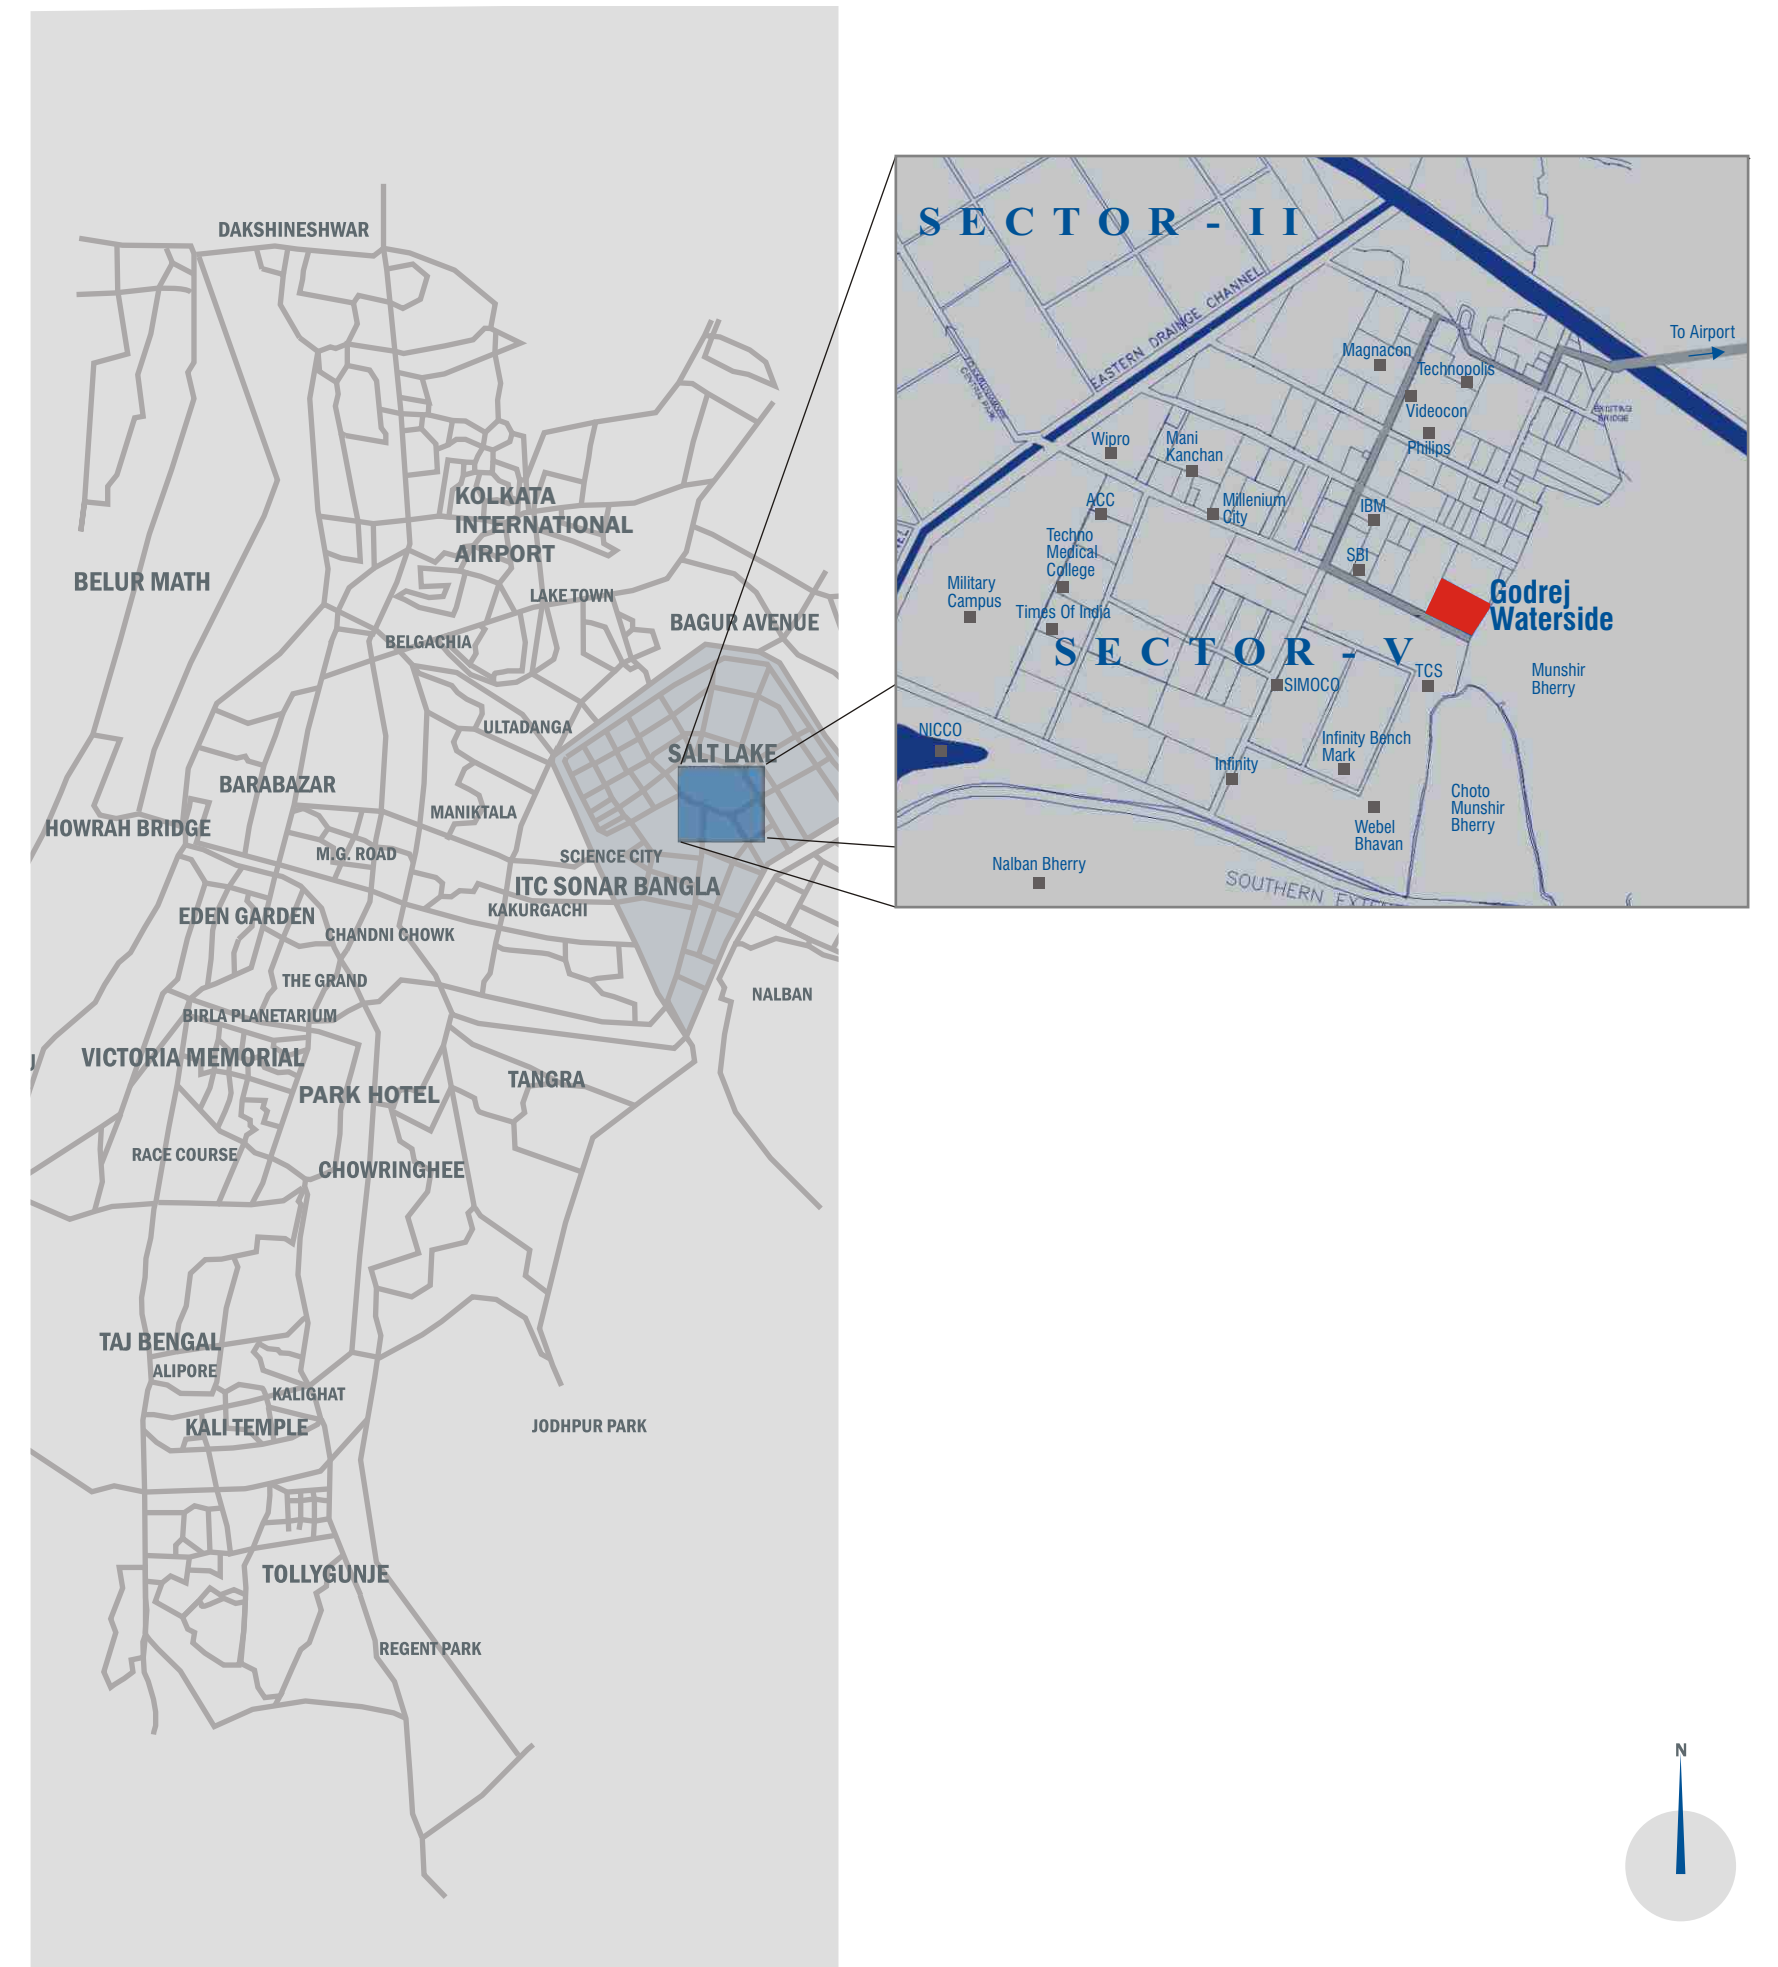 DAKSHINESHWAR
KOLKATA
INTERNATIONAL
AIRPORT
BELUR MATH
LAKE TOWN
BAGUR AVENUE
BELGACHIA
ULTADANGA
SALT LAKE
BARABAZAR
MANIKTALA
HOWRAH BRIDGE
M.G. ROAD
SCIENCE CITY
ITC SONAR BANGLA
KAKURGACHI
EDEN GARDEN
CHANDNI CHOWK
THE GRAND
NALBAN
BIRLA PLANETARIUM
VICTORIA MEMORIAL
TANGRA
PARK HOTEL
RACE COURSE
CHOWRINGHEE
TAJ BENGAL
ALIPORE
KALIGHAT
KALI TEMPLE
JODHPUR PARK
TOLLYGUNJE
REGENT PARK
SECTOR - II
EASTERN DRAINGE CHANNEL
CENTRAL PARK
To Airport
Magnacon
Technopolis
Videocon
EXISTING
BRIDGE
Philips
Wipro
Mani
Kanchan
ACC
Millenium
City
IBM
Techno
Medical
College
SBI
Military
Campus
Times Of India
Godrej
Waterside
SECTOR - V
TCS
Munshir
Bherry
SIMOCO
NICCO
Infinity Bench
Mark
Infinity
Choto
Munshir
Bherry
Webel
Bhavan
Nalban Bherry
SOUTHERN
N